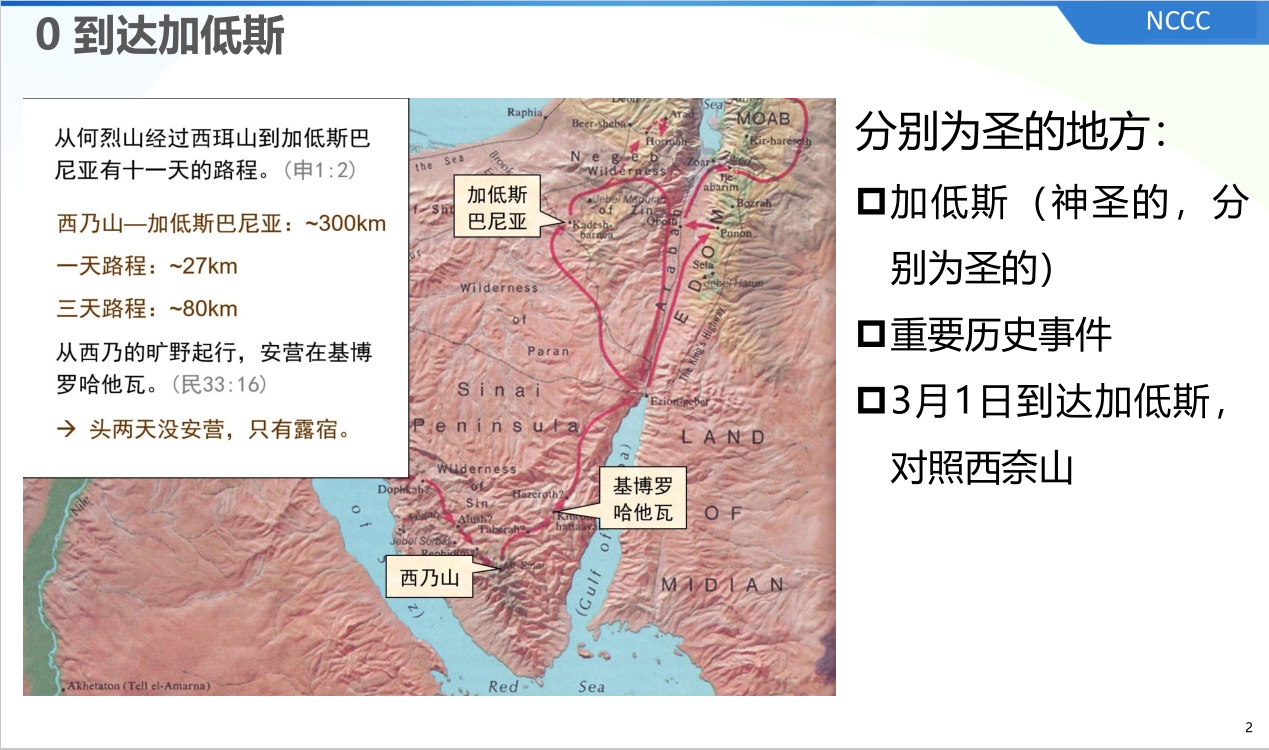 0 到达加低斯
NCCC
从何烈山经过西珥山到加低斯巴
尼亚有十一天的路程。(申1:2)
西乃山—加低斯巴尼亚：~300km
一天路程：~27km
三天路程：~80km
从西乃的旷野起行，安营在基博
罗哈他瓦。(民33:16)
→ 头两天没安营，只有露宿。
分别为圣的地方：
加低斯（神圣的，分
别为圣的）
重要历史事件
3月1日到达加低斯，
对照西奈山
Raphia
Beer-sheba
Arad
Hormah
Sea
MOAB
Kir-hareseth
the Sea
Negeb
Wilderness
of
Zin
Zoar
Zered
Iye-
abarim
Jebel Madurah
加低斯
巴尼亚
Kadesh-
barnea
Oboth
Bozrah
Punon
Sela
Jebel Harun
Arabah
EDOM
The King's Highway
Wilderness
of
Paran
Sinai
Peninsula
Ezion-geber
LAND
OF
MIDIAN
Wilderness
of
Sin
Dophkah?
Hazeroth?
基博罗
哈他瓦
Alush?
Taberah?
Jebel Serbal
Rephidim?
西乃山
Mt. Sinai
(Gulf of
Nile
Akhetaton (Tell el-Amarna)
Red Sea
2